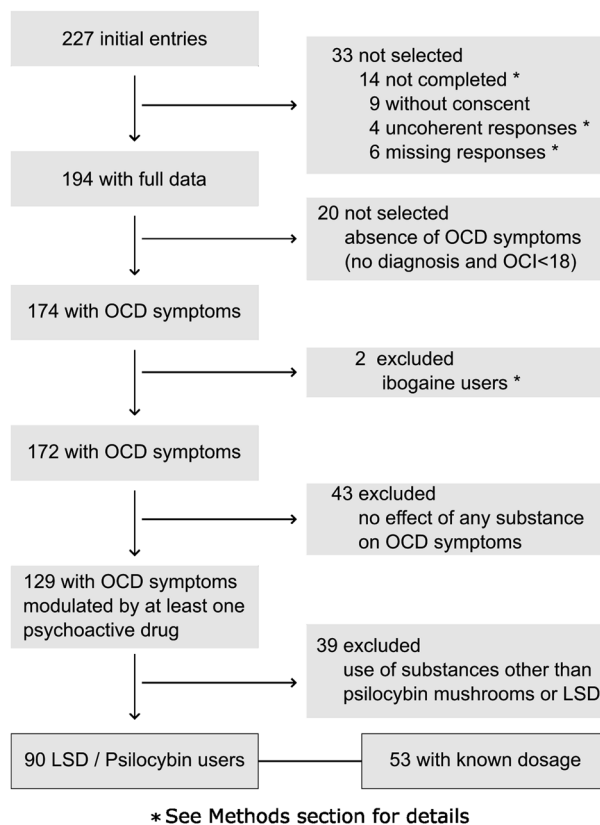 227 initial entries
33 not selected
14 not completed *
9 without conscent
4 uncoherent responses *
6 missing responses *
194 with full data
20 not selected
absence of OCD symptoms
(no diagnosis and OCI<18)
174 with OCD symptoms
2 excluded
ibogaine users *
172 with OCD symptoms
43 excluded
no effect of any substance
on OCD symptoms
129 with OCD symptoms
modulated by at least one
psychoactive drug
39 excluded
use of substances other than
psilocybin mushrooms or LSD
90 LSD / Psilocybin users
53 with known dosage
* See Methods section for details